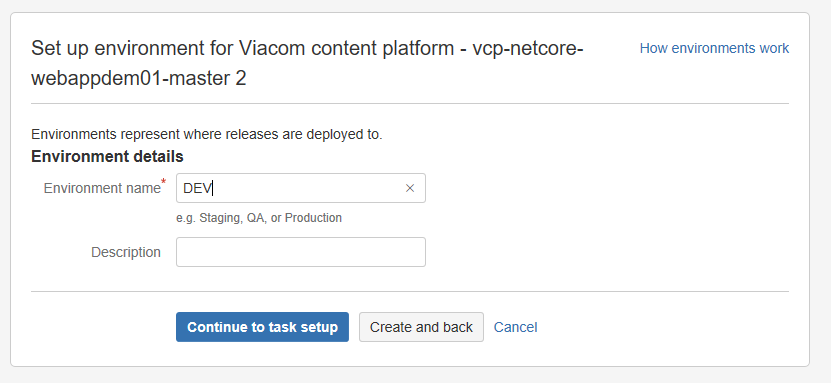 Set up environment for Viacom content platform - vcp-netcore-
webappdem01-master 2
How environments work
Environments represent where releases are deployed to.
Environment details
Environment name*
DEV
e.g. Staging, QA, or Production
Description
Continue to task setup
Create and back
Cancel